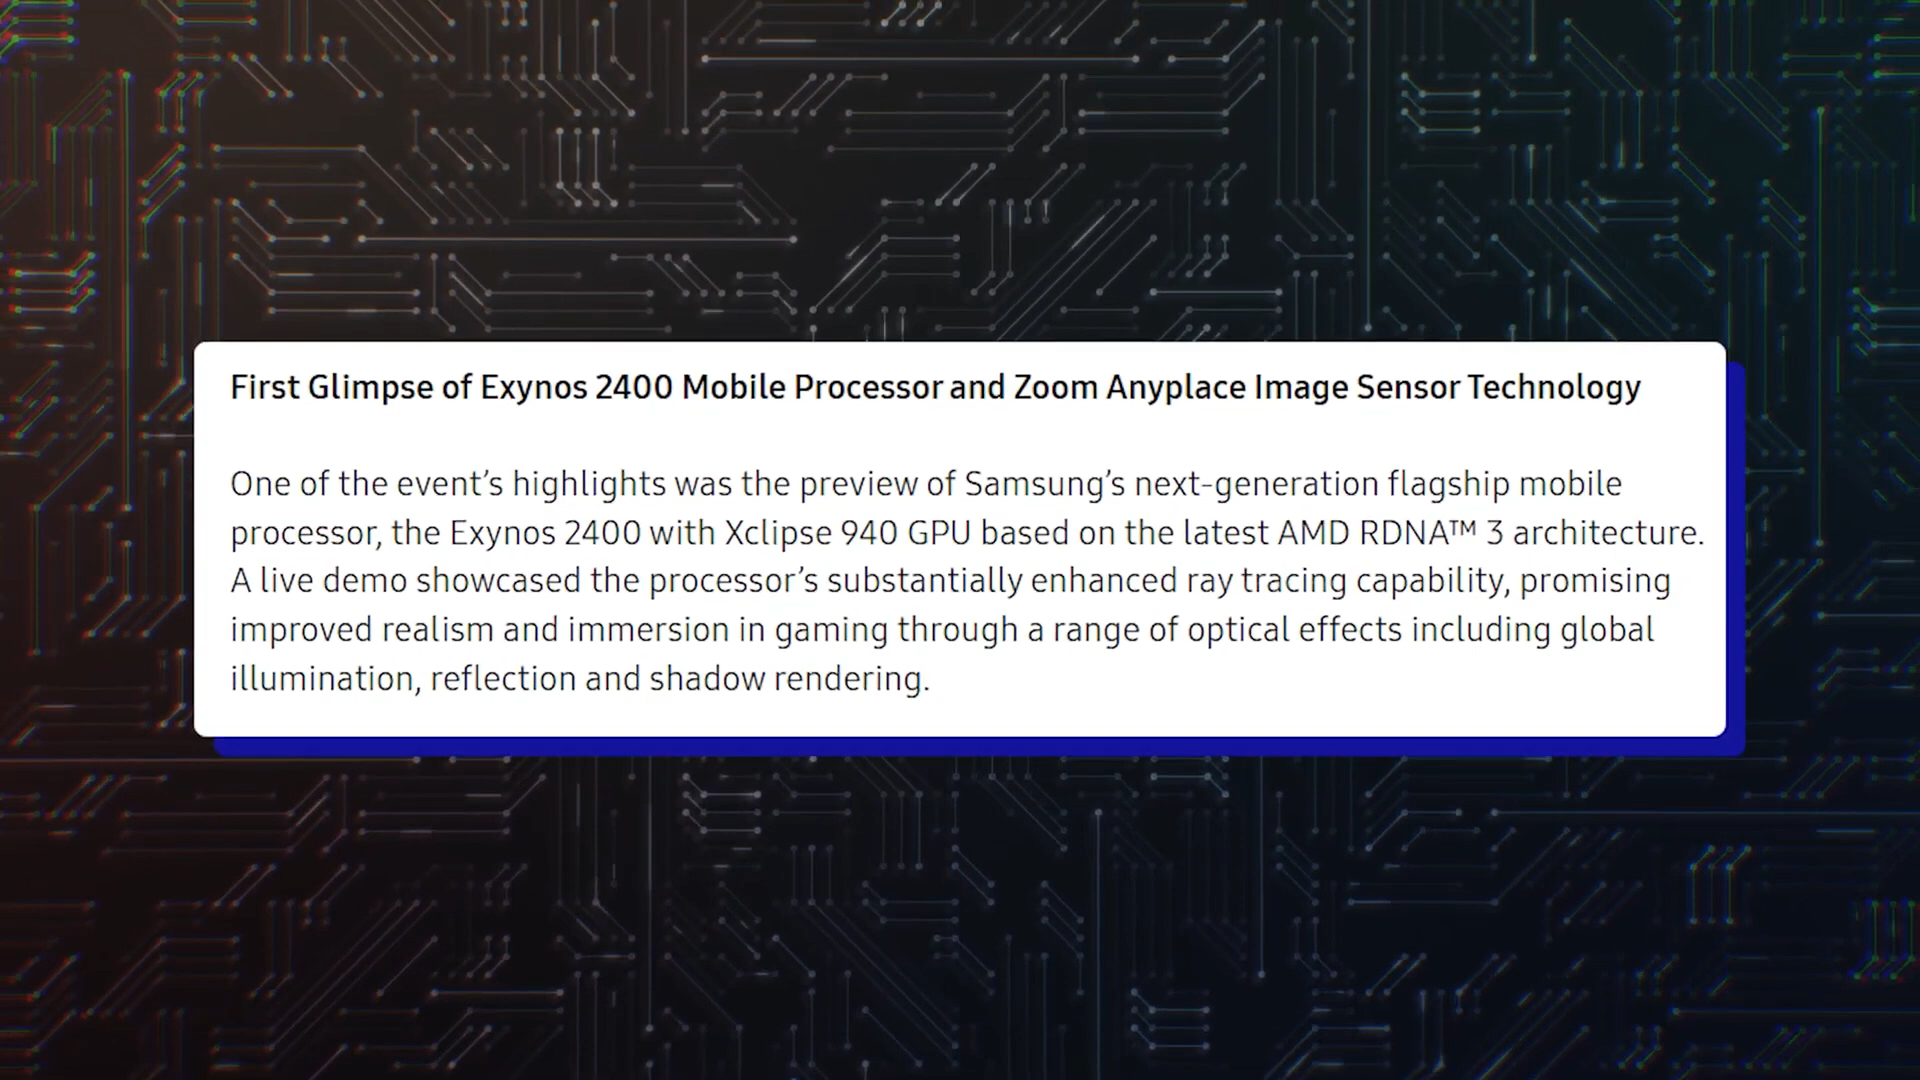 First Glimpse of Exynos 2400 Mobile Processor and Zoom Anyplace Image Sensor Technology
One of the event’s highlights was the preview of Samsung’s next-generation flagship mobile
processor, the Exynos 2400 with Xclipse 940 GPU based on the latest AMD RDNA™ 3 architecture.
A live demo showcased the processor’s substantially enhanced ray tracing capability, promising
improved realism and immersion in gaming through a range of optical effects including global
illumination, reflection and shadow rendering.